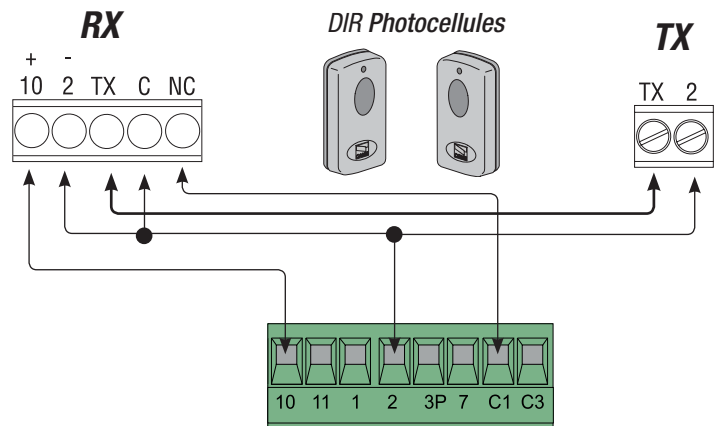 RX
DIR Photocellules
TX
+ -
10 2 TX C NC
TX 2
10 11 1 2 3P 7 C1 C3